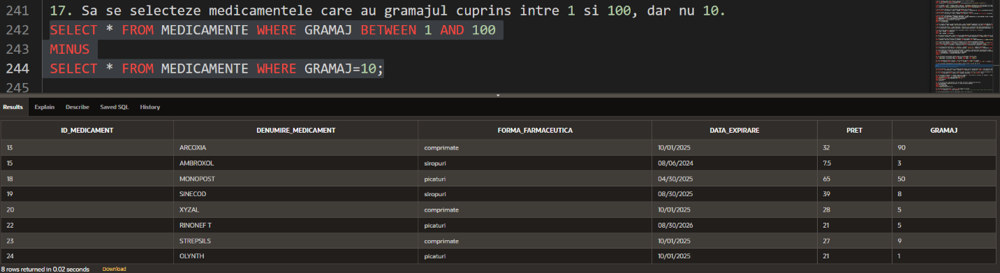 241 17. Sa se selecteze medicamentele care au gramajul cuprins intre 1 si 100, dar nu 10.
242 SELECT * FROM MEDICAMENTE WHERE GRAMAJ BETWEEN 1 AND 100
243 MINUS
244 SELECT * FROM MEDICAMENTE WHERE GRAMAJ=10;
245
Results Explain Describe Saved SQL History
ID_MEDICAMENT DENUMIRE_MEDICAMENT FORMA_FARMACEUTICA DATA_EXPIRARE PRET GRAMAJ
13 ARCOXIA comprimate 10/01/2025 32 90
15 AMBROXOL siropuri 08/06/2024 7.5 3
18 MONOPOST picaturi 04/30/2025 65 50
19 SINECOD siropuri 08/30/2025 39 8
20 XYZAL comprimate 10/01/2025 28 5
22 RINONEF T picaturi 08/30/2026 21 5
23 STREPSILS comprimate 10/01/2025 27 9
24 OLYNTH picaturi 10/01/2025 21 1
8 rows returned in 0.02 seconds Download